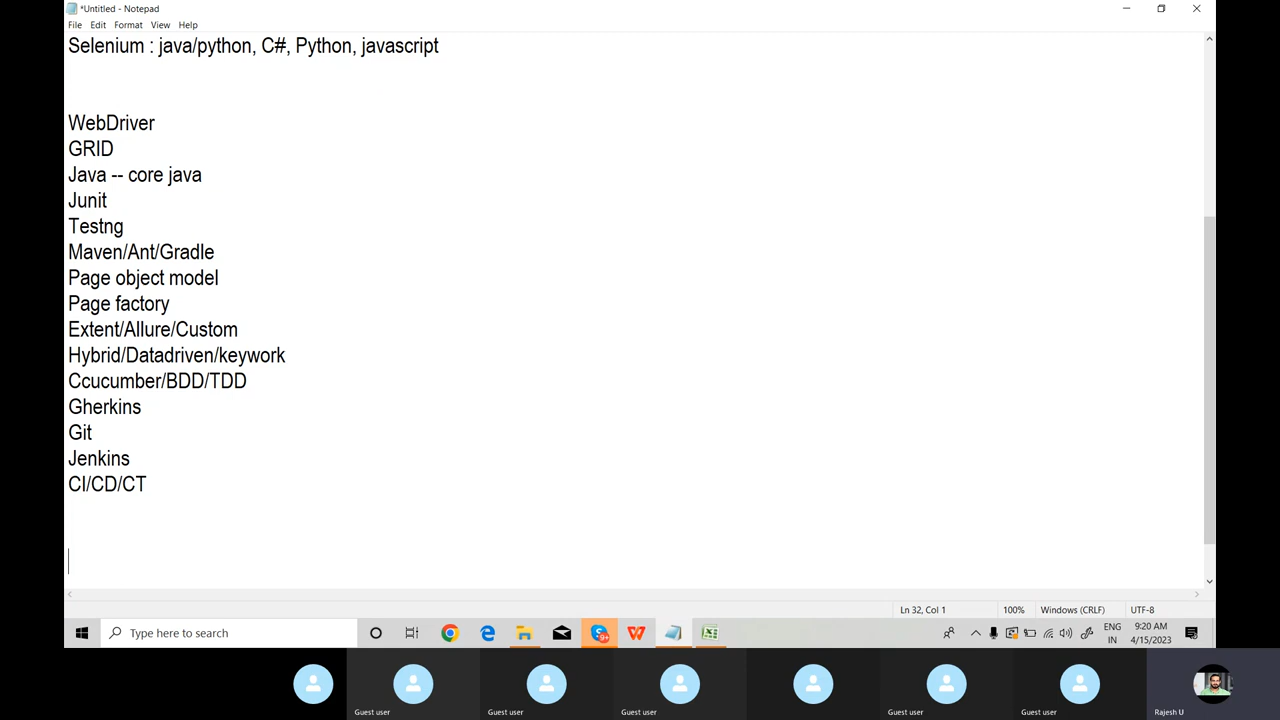 *Untitled - Notepad
File Edit Format View Help
Selenium : java/python, C#, Python, javascript
WebDriver
GRID
Java -- core java
Junit
Testng
Maven/Ant/Gradle
Page object model
Page factory
Extent/Allure/Custom
Hybrid/Datadriven/keywork
Ccucumber/BDD/TDD
Gherkins
Git
Jenkins
CI/CD/CT
Ln 32, Col 1 100% Windows (CRLF) UTF-8
Type here to search
9+
ENG
IN
9:20 AM
4/15/2023
Guest user
Guest user
Guest user
Guest user
Guest user
Rajesh U